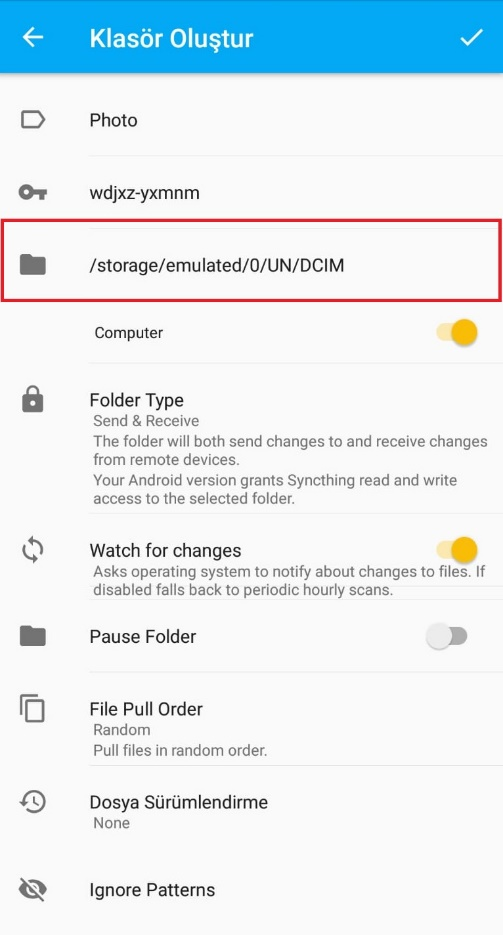 Klasör Oluştur
Photo
wdjxz-yxmnm
/storage/emulated/0/UN/DCIM
Computer
Folder Type
Send & Receive
The folder will both send changes to and receive changes
from remote devices.
Your Android version grants Syncthing read and write
access to the selected folder.
Watch for changes
Asks operating system to notify about changes to files. If
disabled falls back to periodic hourly scans.
Pause Folder
File Pull Order
Random
Pull files in random order.
Dosya Sürümlendirme
None
Ignore Patterns